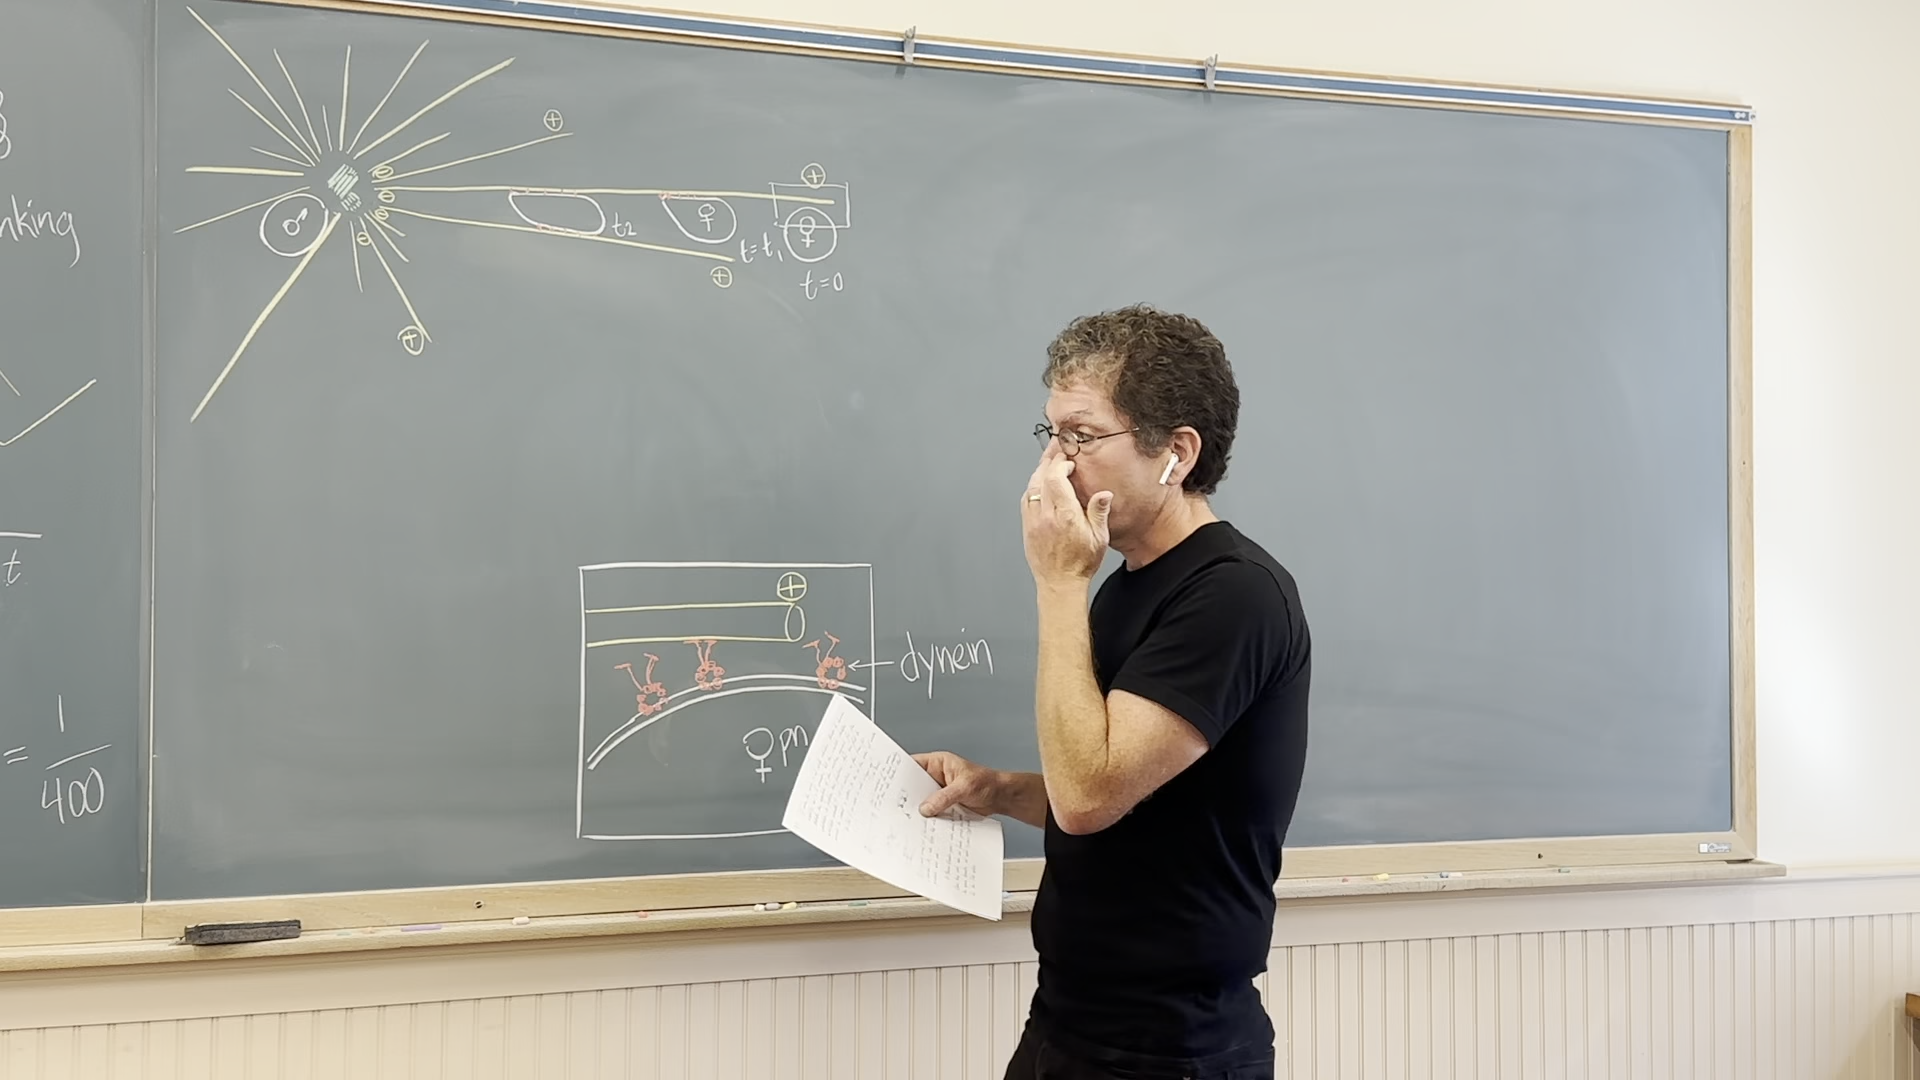 nking
t
= 1/400
♂
⊖
⊖
⊖
⊖
⊕
⊕
⊕
⊕
t2
♀
t=t1
♀
t=0
⊕
dynein
♀pn